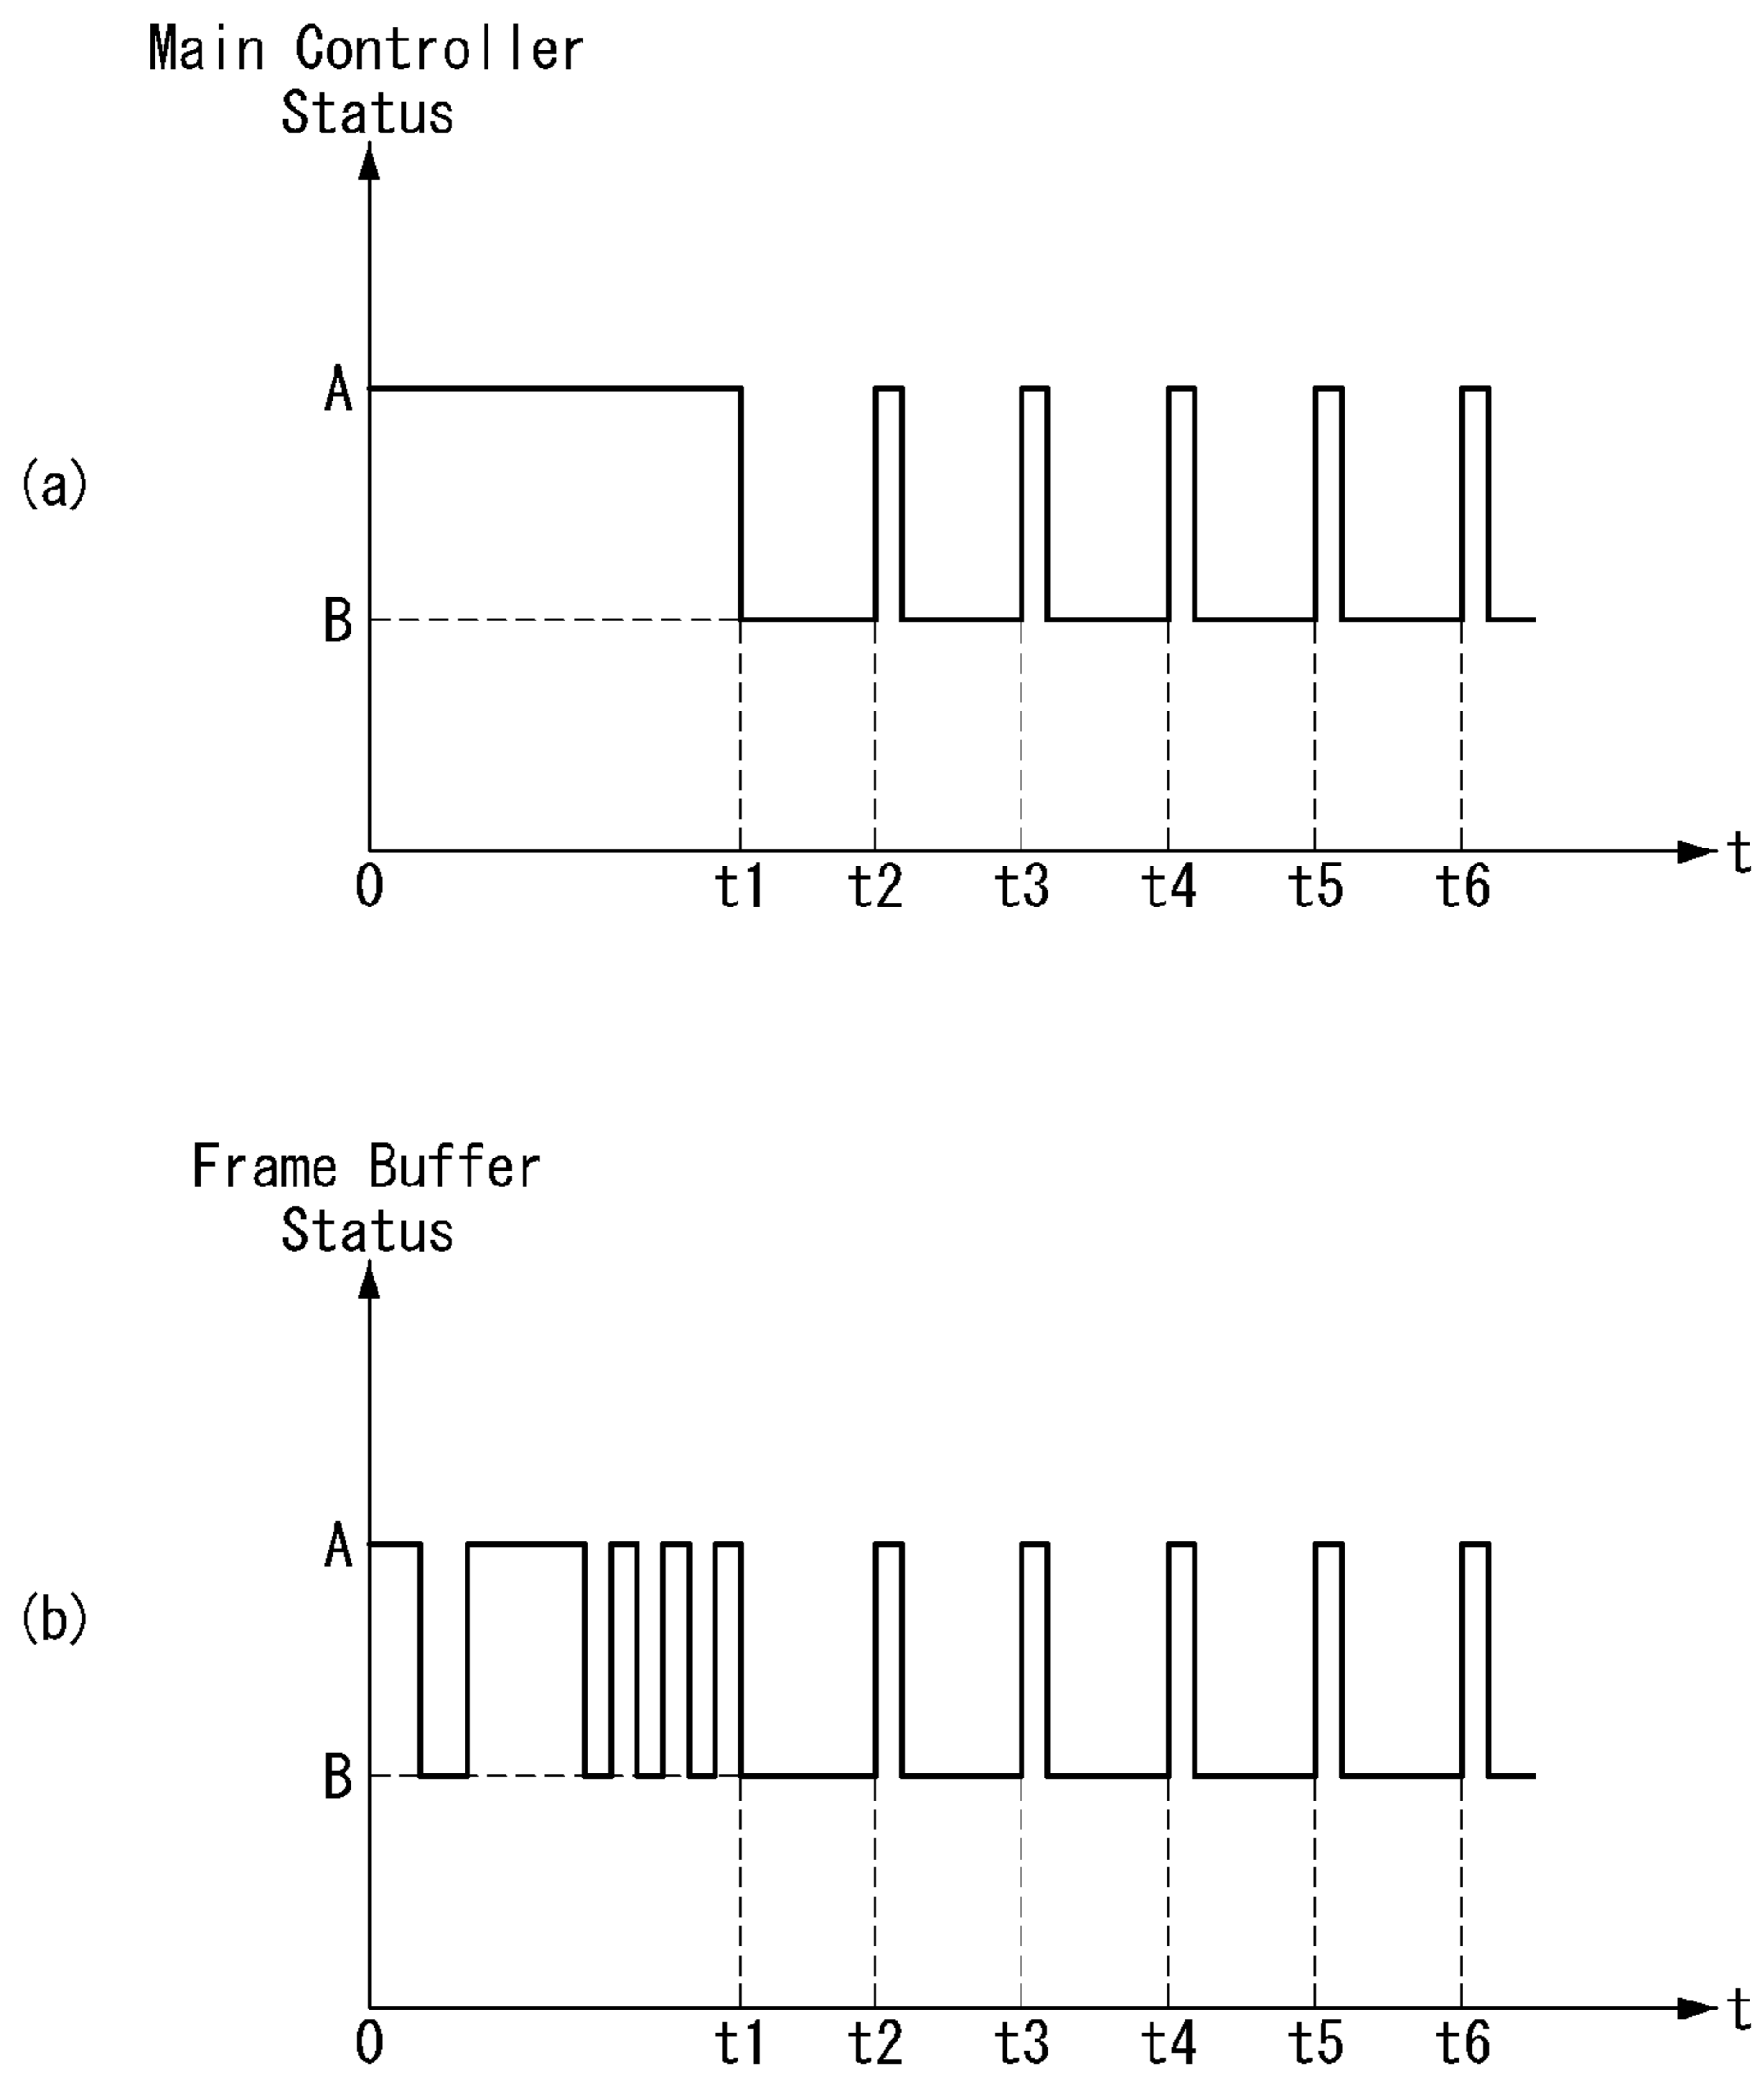 Main Controller
Status
A
(a)
B
0 t1 t2 t3 t4 t5 t6 t
Frame Buffer
Status
A
(b)
B
0 t1 t2 t3 t4 t5 t6 t